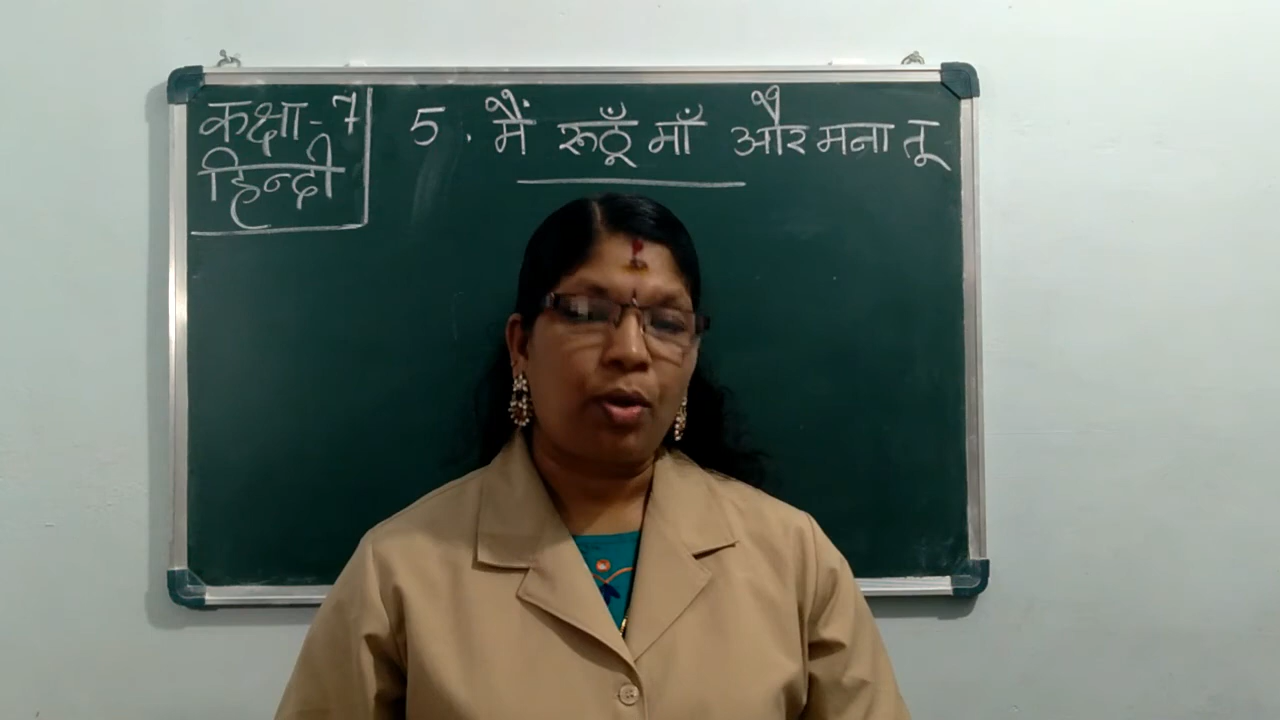 कक्षा-7
हिन्दी
5. मैं रूठूँ माँ और मना तू